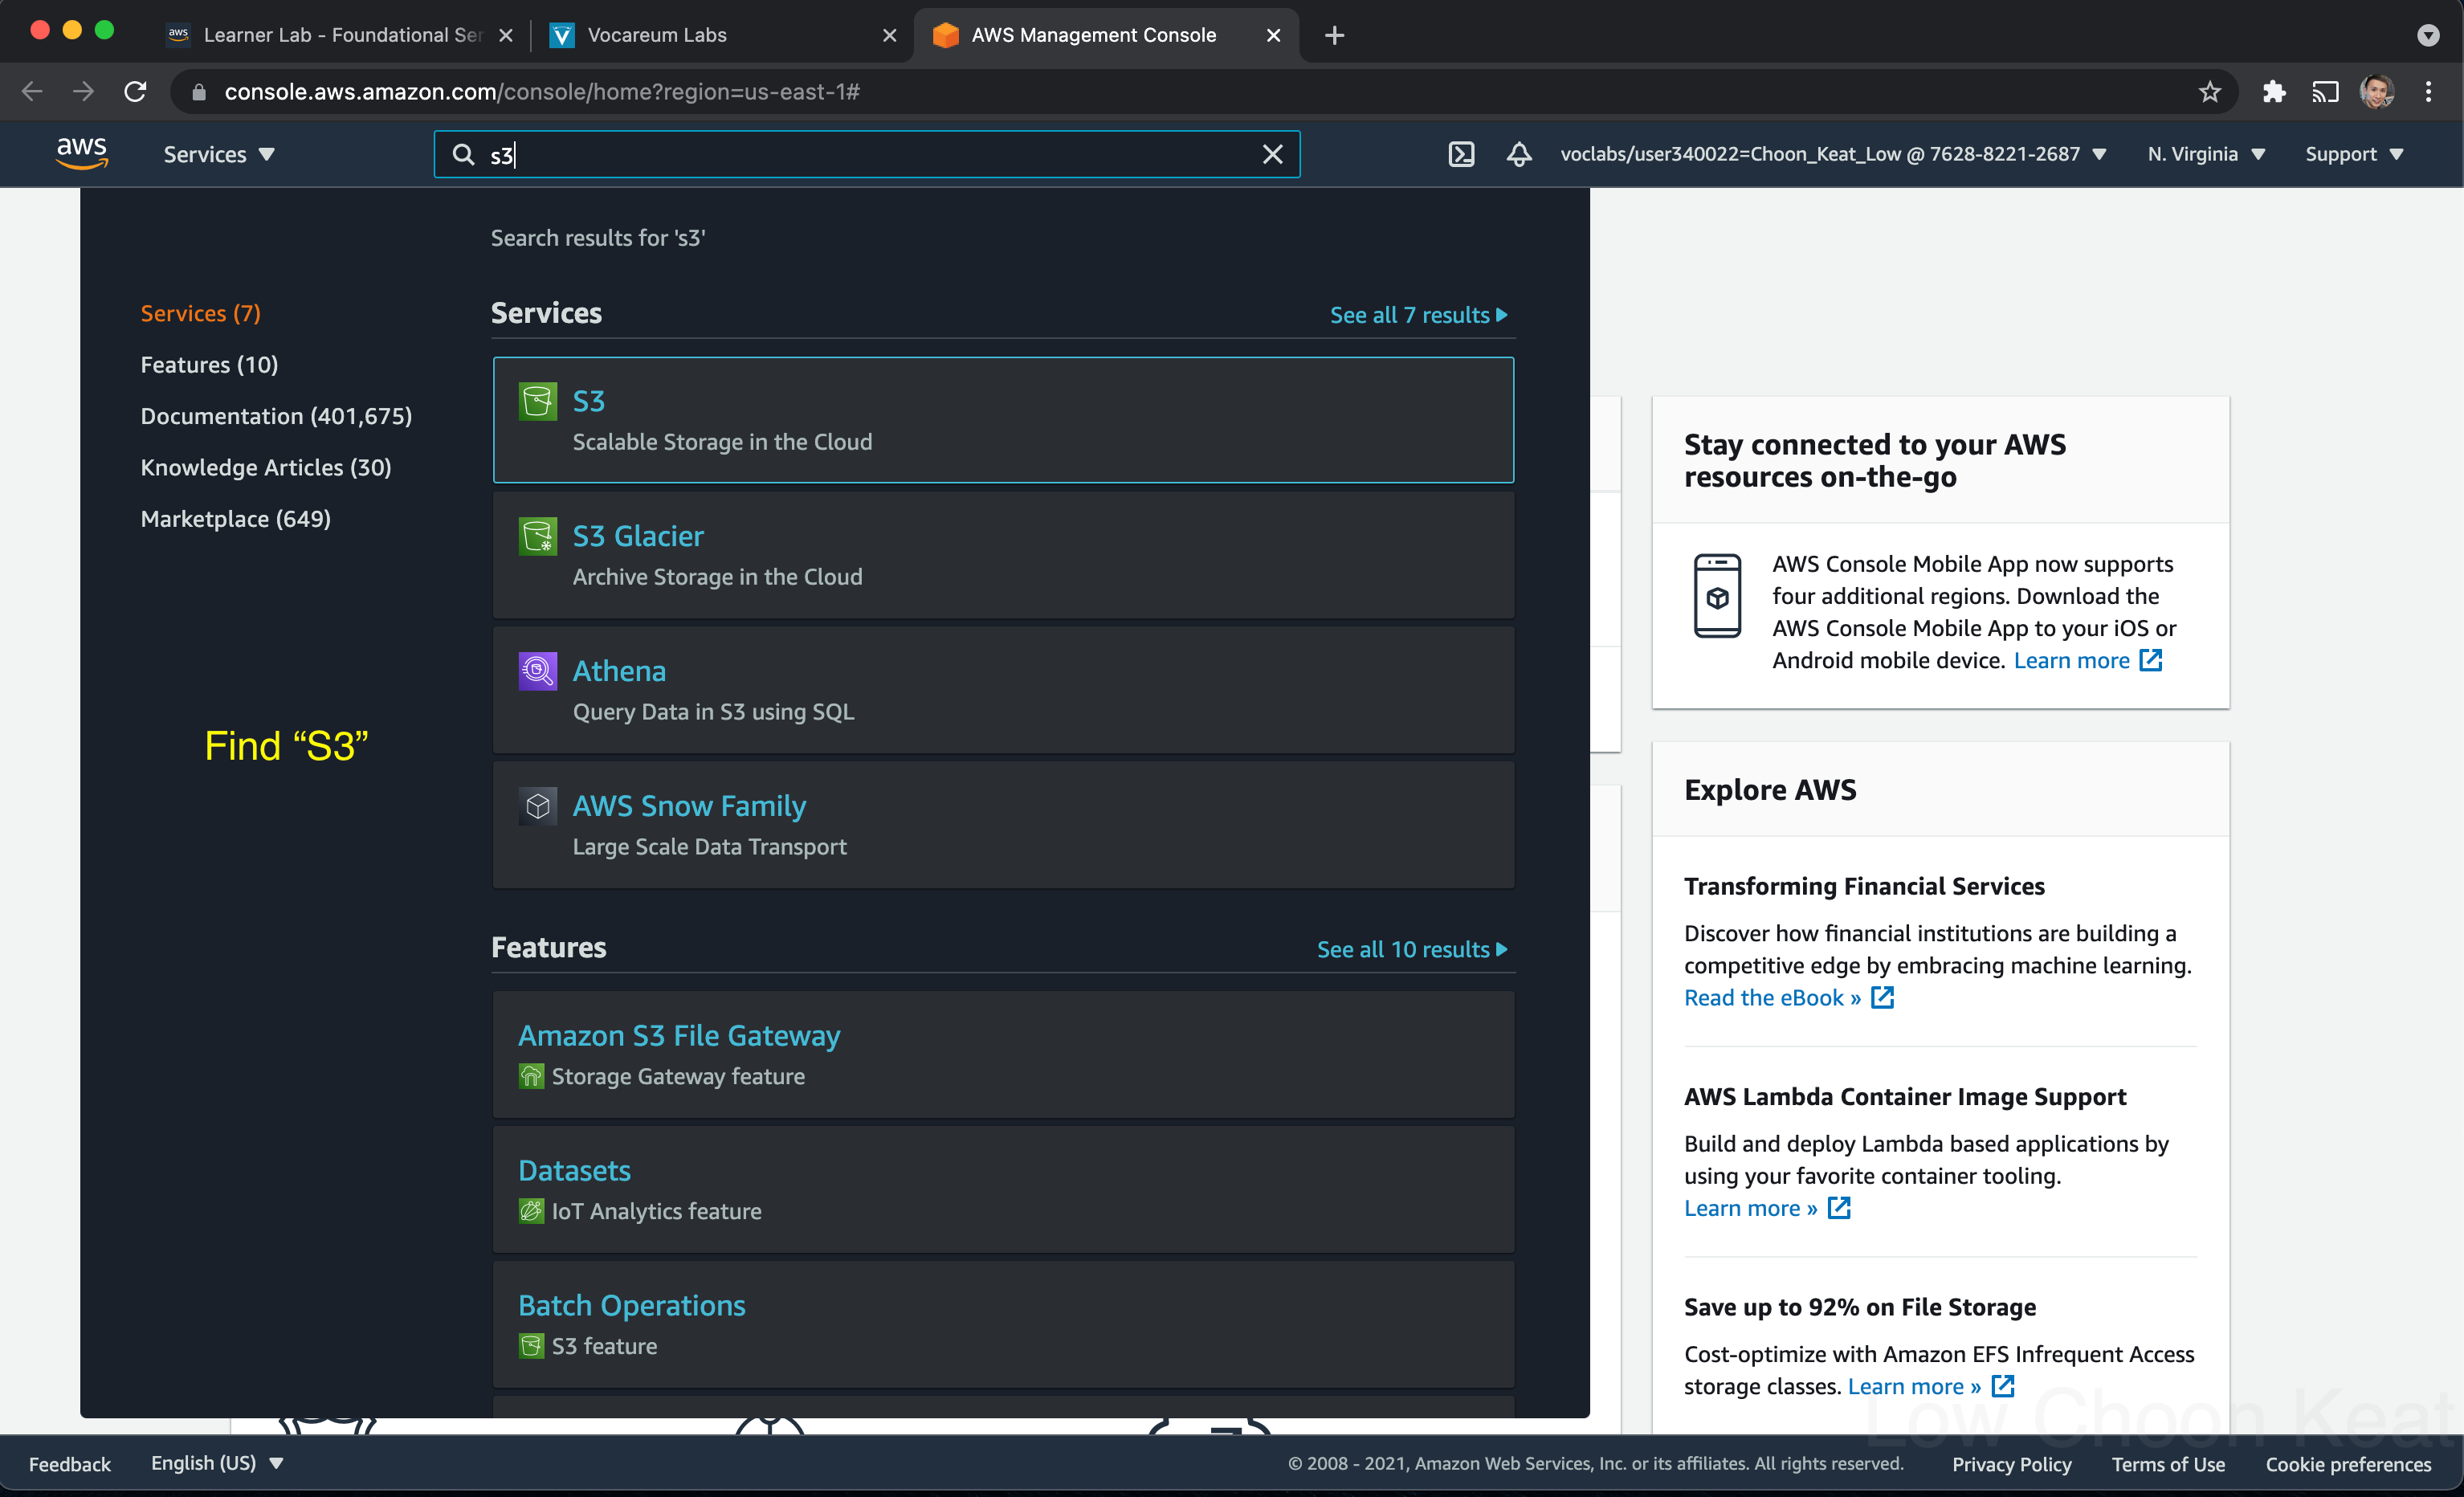 aws Learner Lab - Foundational Ser
Vocareum Labs
AWS Management Console
console.aws.amazon.com/console/home?region=us-east-1#
aws
Services
s3
voclabs/user340022=Choon_Keat_Low @ 7628-8221-2687
N. Virginia
Support
Search results for 's3'
Services (7)
Features (10)
Documentation (401,675)
Knowledge Articles (30)
Marketplace (649)
Find “S3”
Services
See all 7 results
S3
Scalable Storage in the Cloud
S3 Glacier
Archive Storage in the Cloud
Athena
Query Data in S3 using SQL
AWS Snow Family
Large Scale Data Transport
Features
See all 10 results
Amazon S3 File Gateway
Storage Gateway feature
Datasets
IoT Analytics feature
Batch Operations
S3 feature
Stay connected to your AWS
resources on-the-go
AWS Console Mobile App now supports
four additional regions. Download the
AWS Console Mobile App to your iOS or
Android mobile device. Learn more
Explore AWS
Transforming Financial Services
Discover how financial institutions are building a
competitive edge by embracing machine learning.
Read the eBook »
AWS Lambda Container Image Support
Build and deploy Lambda based applications by
using your favorite container tooling.
Learn more »
Save up to 92% on File Storage
Cost-optimize with Amazon EFS Infrequent Access
storage classes. Learn more »
Low Choon Keat
Feedback
English (US)
© 2008 - 2021, Amazon Web Services, Inc. or its affiliates. All rights reserved.
Privacy Policy
Terms of Use
Cookie preferences